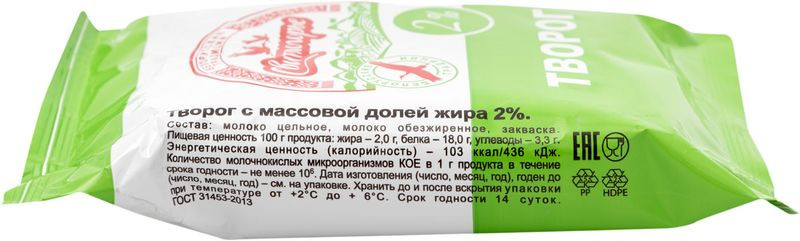 Свитлогорье
2%
ТВОРОГ
ТВОРОГ С МАССОВОЙ ДОЛЕЙ ЖИРА 2%.
Состав: молоко цельное, молоко обезжиренное, закваска.
Пищевая ценность 100 г продукта: жира – 2,0 г, белка – 18,0 г, углеводы – 3,3 г.
Энергетическая ценность (калорийность) – 103 ккал/436 кДж.
Количество молочнокислых микроорганизмов КОЕ в 1 г продукта в течение
срока годности – не менее 10⁶. Дата изготовления (число, месяц, год), годен до
(число, месяц, год) – см. на упаковке. Хранить до и после вскрытия упаковки
при температуре от +2°С до + 6°С. Срок годности 14 суток.
ГОСТ 31453-2013
EAC
PP HDPE